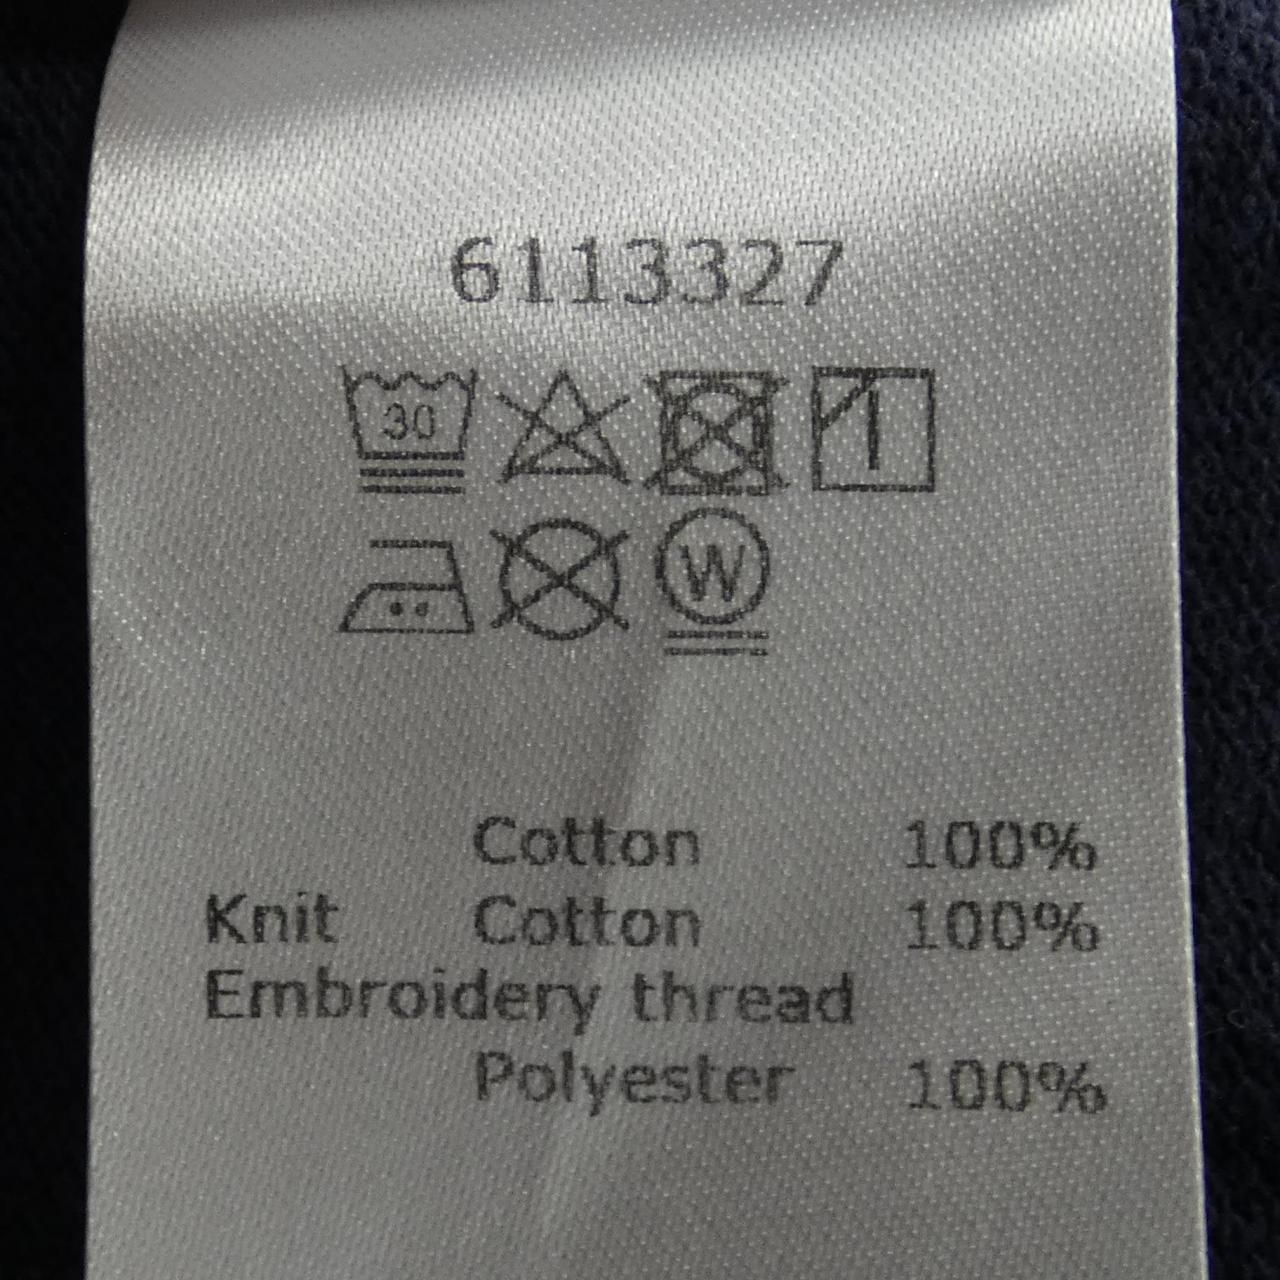 6113327
30
W
Cotton 100%
Knit Cotton 100%
Embroidery thread
Polyester 100%